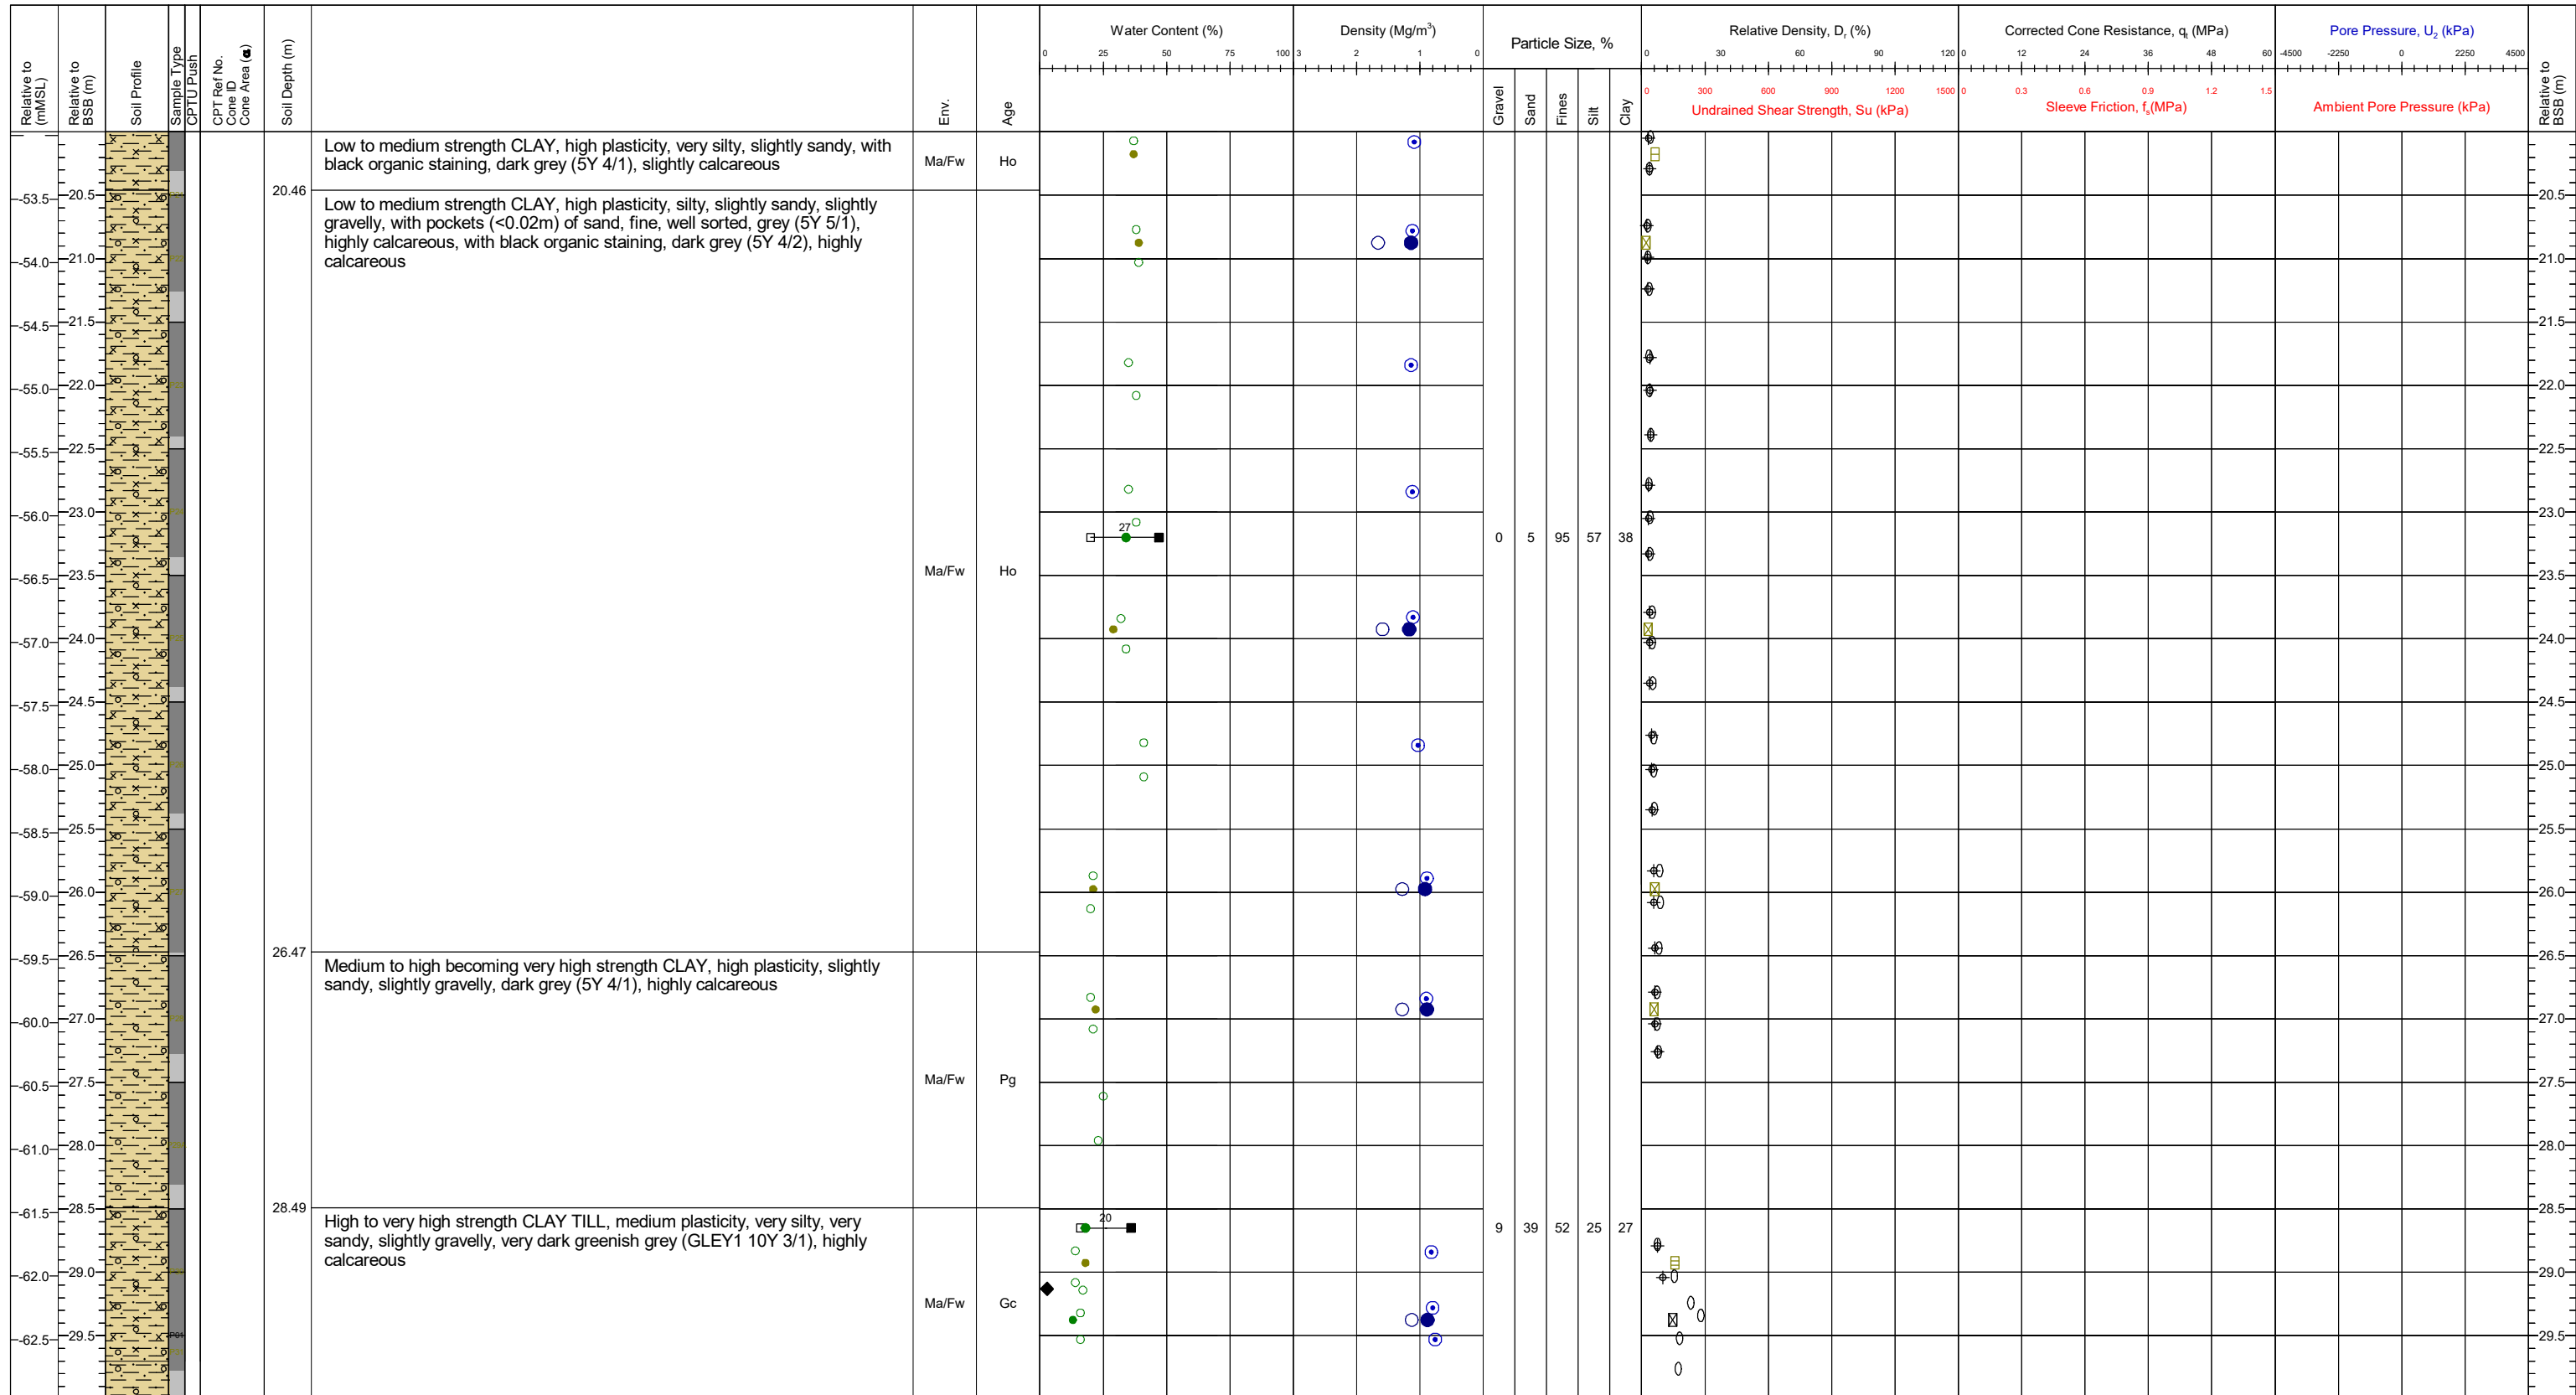 Relative to (mMSL)
Relative to BSB (m)
Soil Profile
Sample Type
CPTU Push
CPT Ref No.
Cone ID
Cone Area (α)
Soil Depth (m)
Env.
Age
Water Content (%)
0 25 50 75 100
Density (Mg/m³)
3 2 1 0
Particle Size, %
Gravel Sand Fines Silt Clay
Relative Density, Dr (%)
0 30 60 90 120
0 300 600 900 1200 1500
Undrained Shear Strength, Su (kPa)
Corrected Cone Resistance, qt (MPa)
0 12 24 36 48 60
0 0.3 0.6 0.9 1.2 1.5
Sleeve Friction, fs(MPa)
Pore Pressure, U2 (kPa)
-4500 -2250 0 2250 4500
Ambient Pore Pressure (kPa)
Relative to BSB (m)
Low to medium strength CLAY, high plasticity, very silty, slightly sandy, with
black organic staining, dark grey (5Y 4/1), slightly calcareous
Ma/Fw Ho
20.46
-53.5 20.5 20.5
Low to medium strength CLAY, high plasticity, silty, slightly sandy, slightly
gravelly, with pockets (<0.02m) of sand, fine, well sorted, grey (5Y 5/1),
highly calcareous, with black organic staining, dark grey (5Y 4/2), highly
calcareous
-54.0 21.0 21.0
-54.5 21.5 21.5
-55.0 22.0 22.0
-55.5 22.5 22.5
-56.0 23.0 23.0
27
0 5 95 57 38
-56.5 23.5 Ma/Fw Ho 23.5
-57.0 24.0 24.0
-57.5 24.5 24.5
-58.0 25.0 25.0
-58.5 25.5 25.5
-59.0 26.0 26.0
26.47
-59.5 26.5 26.5
Medium to high becoming very high strength CLAY, high plasticity, slightly
sandy, slightly gravelly, dark grey (5Y 4/1), highly calcareous
-60.0 27.0 27.0
-60.5 27.5 Ma/Fw Pg 27.5
-61.0 28.0 28.0
28.49
-61.5 28.5 28.5
High to very high strength CLAY TILL, medium plasticity, very silty, very
sandy, slightly gravelly, very dark greenish grey (GLEY1 10Y 3/1), highly
calcareous
20
9 39 52 25 27
-62.0 29.0 29.0
Ma/Fw Gc
-62.5 29.5 P01 29.5